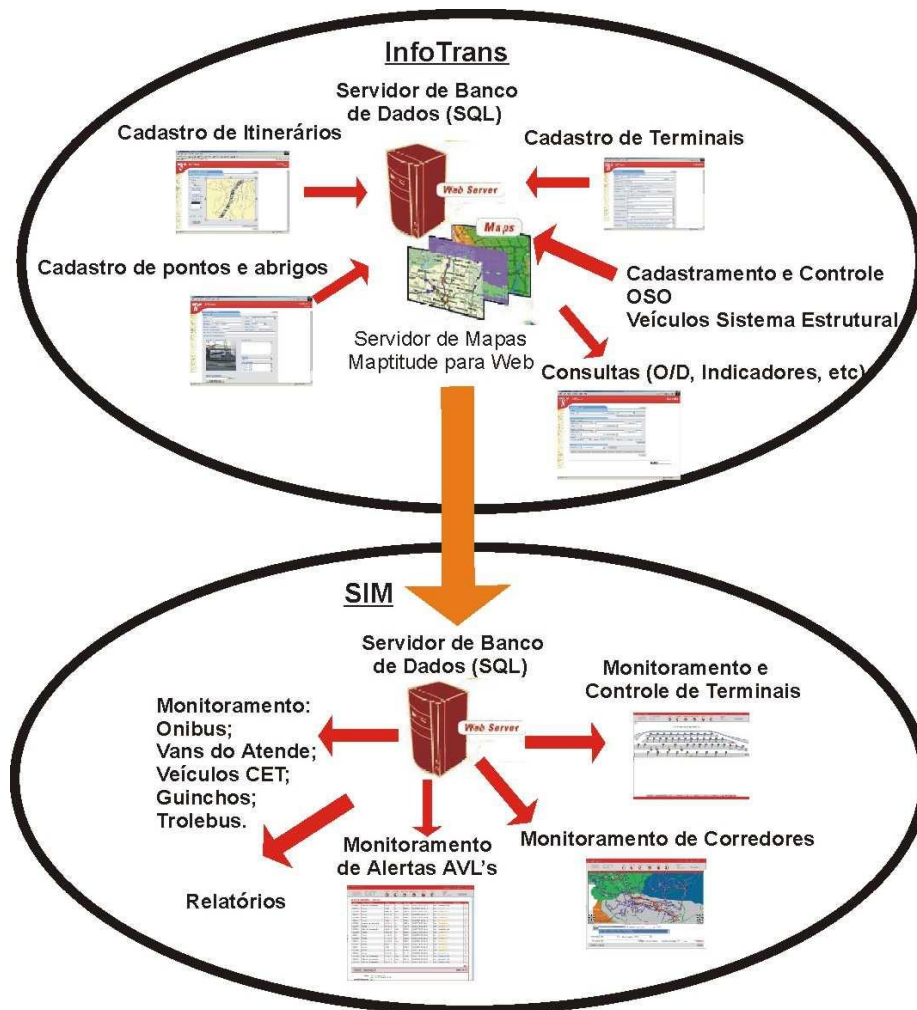 InfoTrans
Servidor de Banco
de Dados (SQL)
Cadastro de Itinerários
Cadastro de Terminais
Web Server
Maps
Cadastro de pontos e abrigos
Cadastramento e Controle
OSO
Veículos Sistema Estrutural
Servidor de Mapas
Maptitude para Web
Consultas (O/D, Indicadores, etc)
SIM
Servidor de Banco
de Dados (SQL)
Monitoramento e
Controle de Terminais
Monitoramento:
Onibus;
Vans do Atende;
Veículos CET;
Guinchos;
Trolebus.
Web Server
Monitoramento
de Alertas AVL's
Monitoramento de Corredores
Relatórios